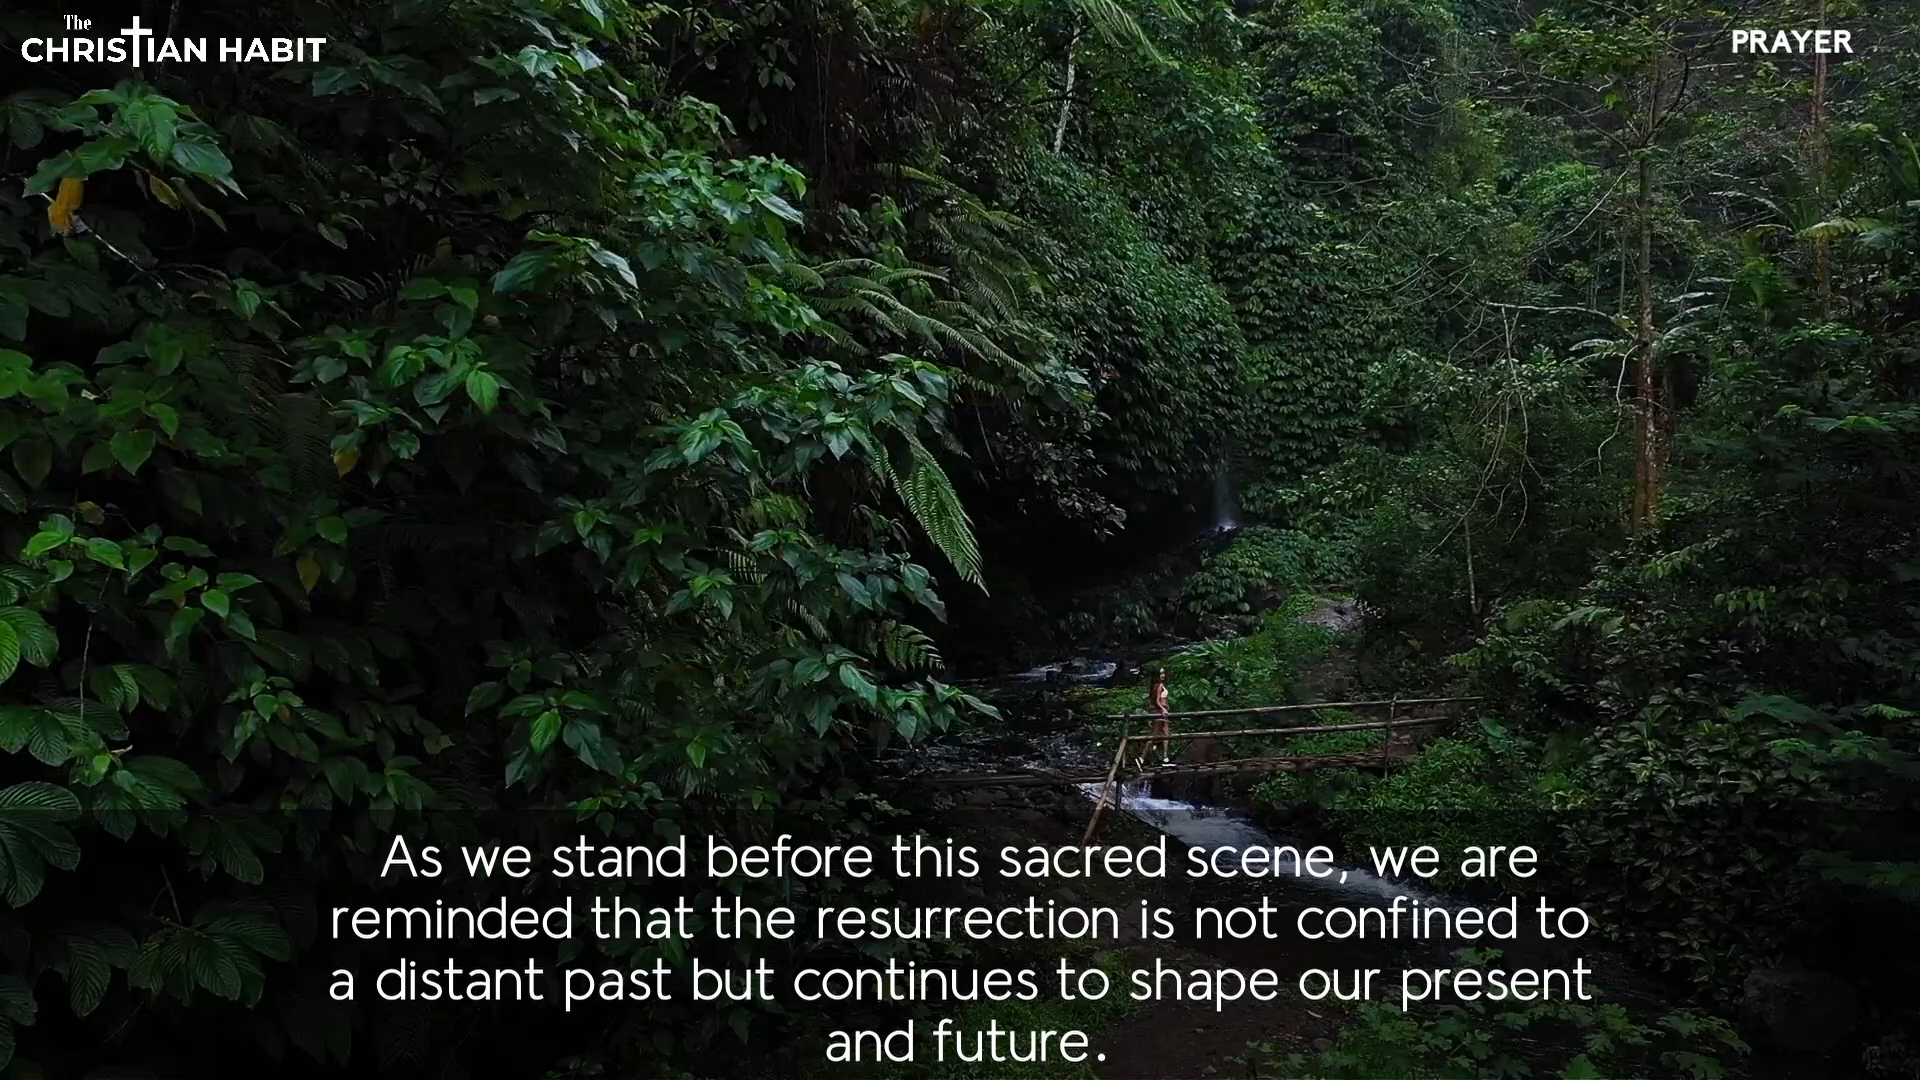 The
CHRISTIAN HABIT
PRAYER
As we stand before this sacred scene, we are
reminded that the resurrection is not confined to
a distant past but continues to shape our present
and future.